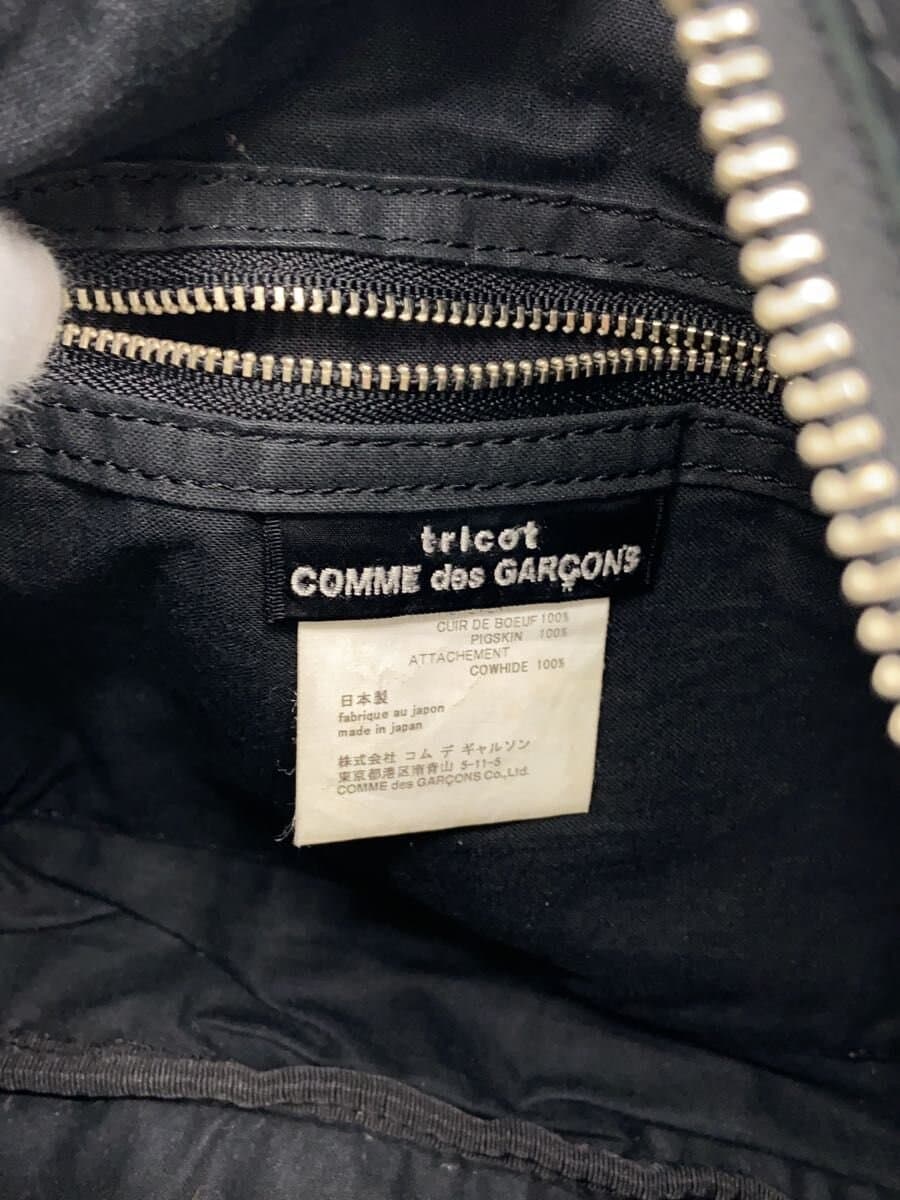 tricot
COMME des GARÇONS
CUIR DE BOEUF 100%
PIGSKIN 100%
ATTACHEMENT
COWHIDE 100%
日本製
fabrique au japon
made in japan
株式会社 コム デ ギャルソン
東京都港区南青山 5-11-5
COMME des GARÇONS Co.,Ltd.